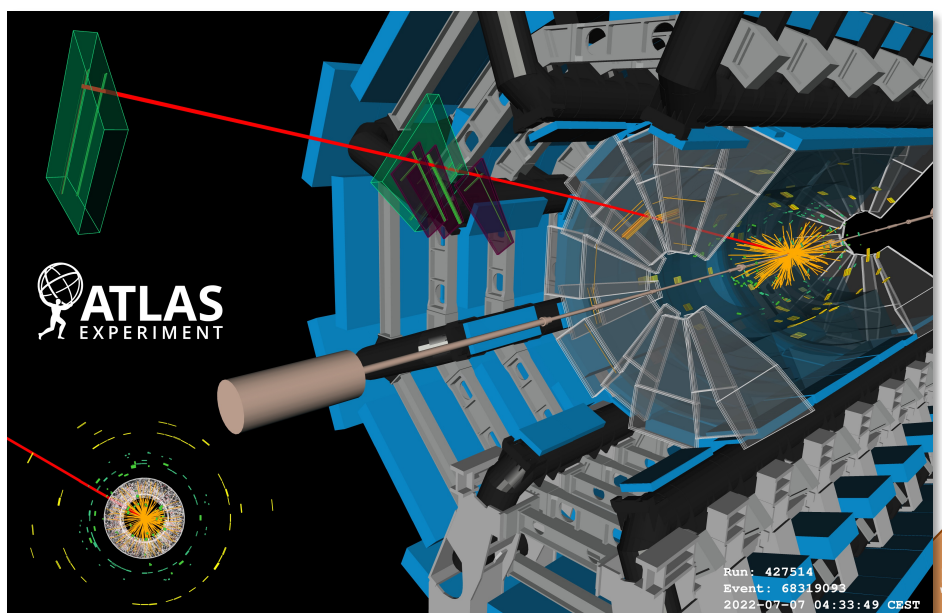 ATLAS
EXPERIMENT
Run: 427514
Event: 68319093
2022-07-07 04:33:49 CEST